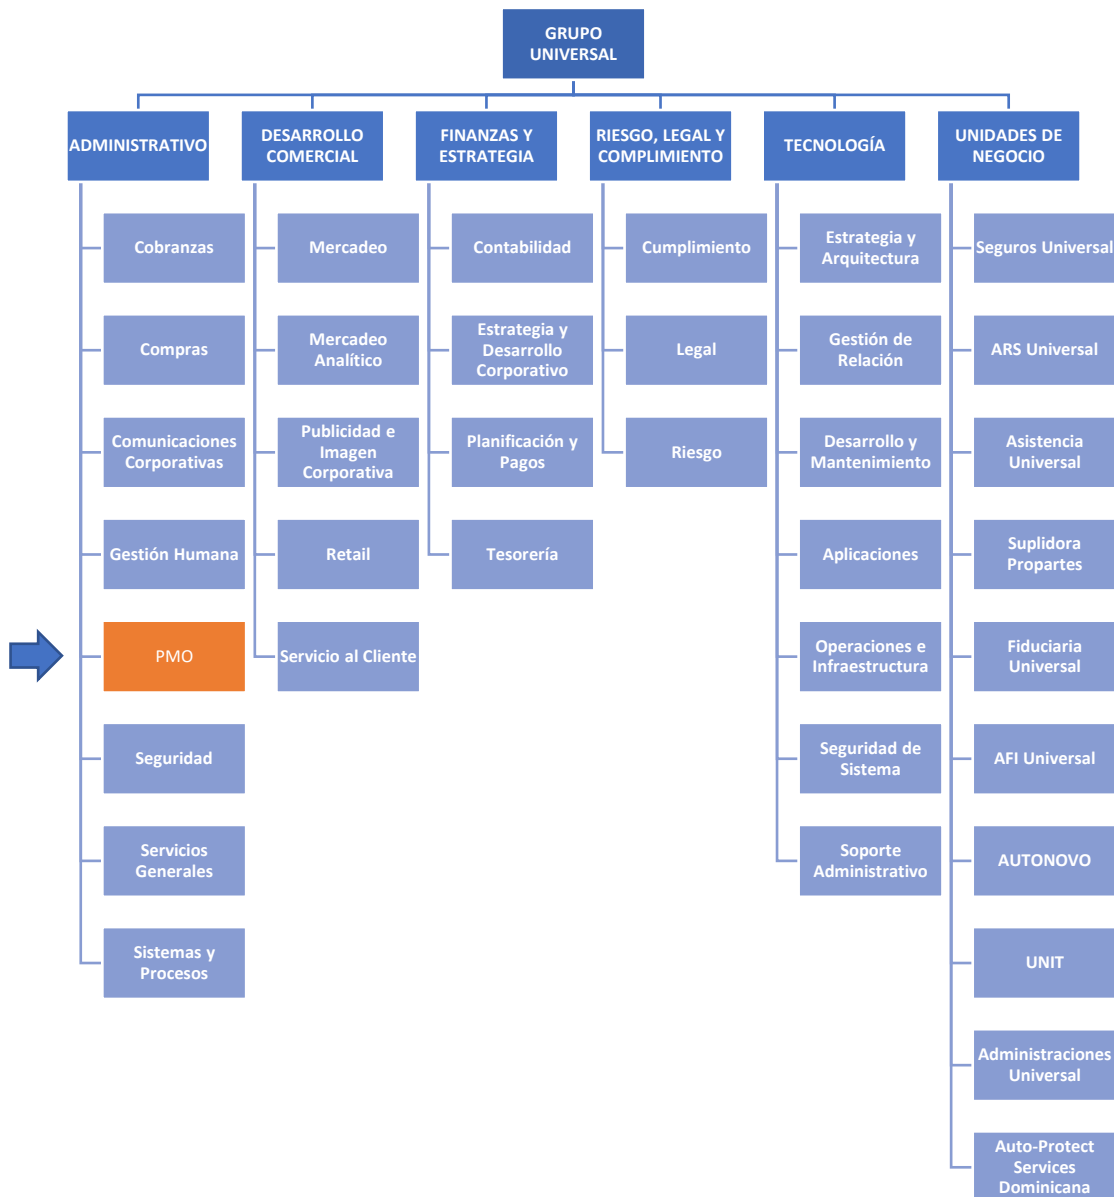 GRUPO
UNIVERSAL
ADMINISTRATIVO
DESARROLLO
COMERCIAL
FINANZAS Y
ESTRATEGIA
RIESGO, LEGAL Y
COMPLIMIENTO
TECNOLOGÍA
UNIDADES DE
NEGOCIO
Cobranzas
Compras
Comunicaciones
Corporativas
Gestión Humana
PMO
Seguridad
Servicios
Generales
Sistemas y
Procesos
Mercadeo
Mercadeo
Analítico
Publicidad e
Imagen
Corporativa
Retail
Servicio al Cliente
Contabilidad
Estrategia y
Desarrollo
Corporativo
Planificación y
Pagos
Tesorería
Cumplimiento
Legal
Riesgo
Estrategia y
Arquitectura
Gestión de
Relación
Desarrollo y
Mantenimiento
Aplicaciones
Operaciones e
Infraestructura
Seguridad de
Sistema
Soporte
Administrativo
Seguros Universal
ARS Universal
Asistencia
Universal
Suplidora
Propartes
Fiduciaria
Universal
AFI Universal
AUTONOVO
UNIT
Administraciones
Universal
Auto-Protect
Services
Dominicana